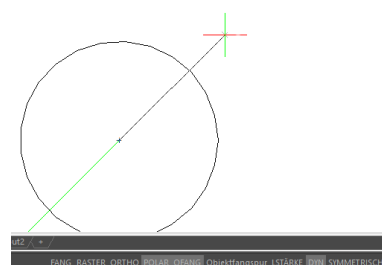 ut2 / + /
FANG RASTER ORTHO POLAR OFANG Objektfangspur LSTÄRKE DYN SYMMETRISCH